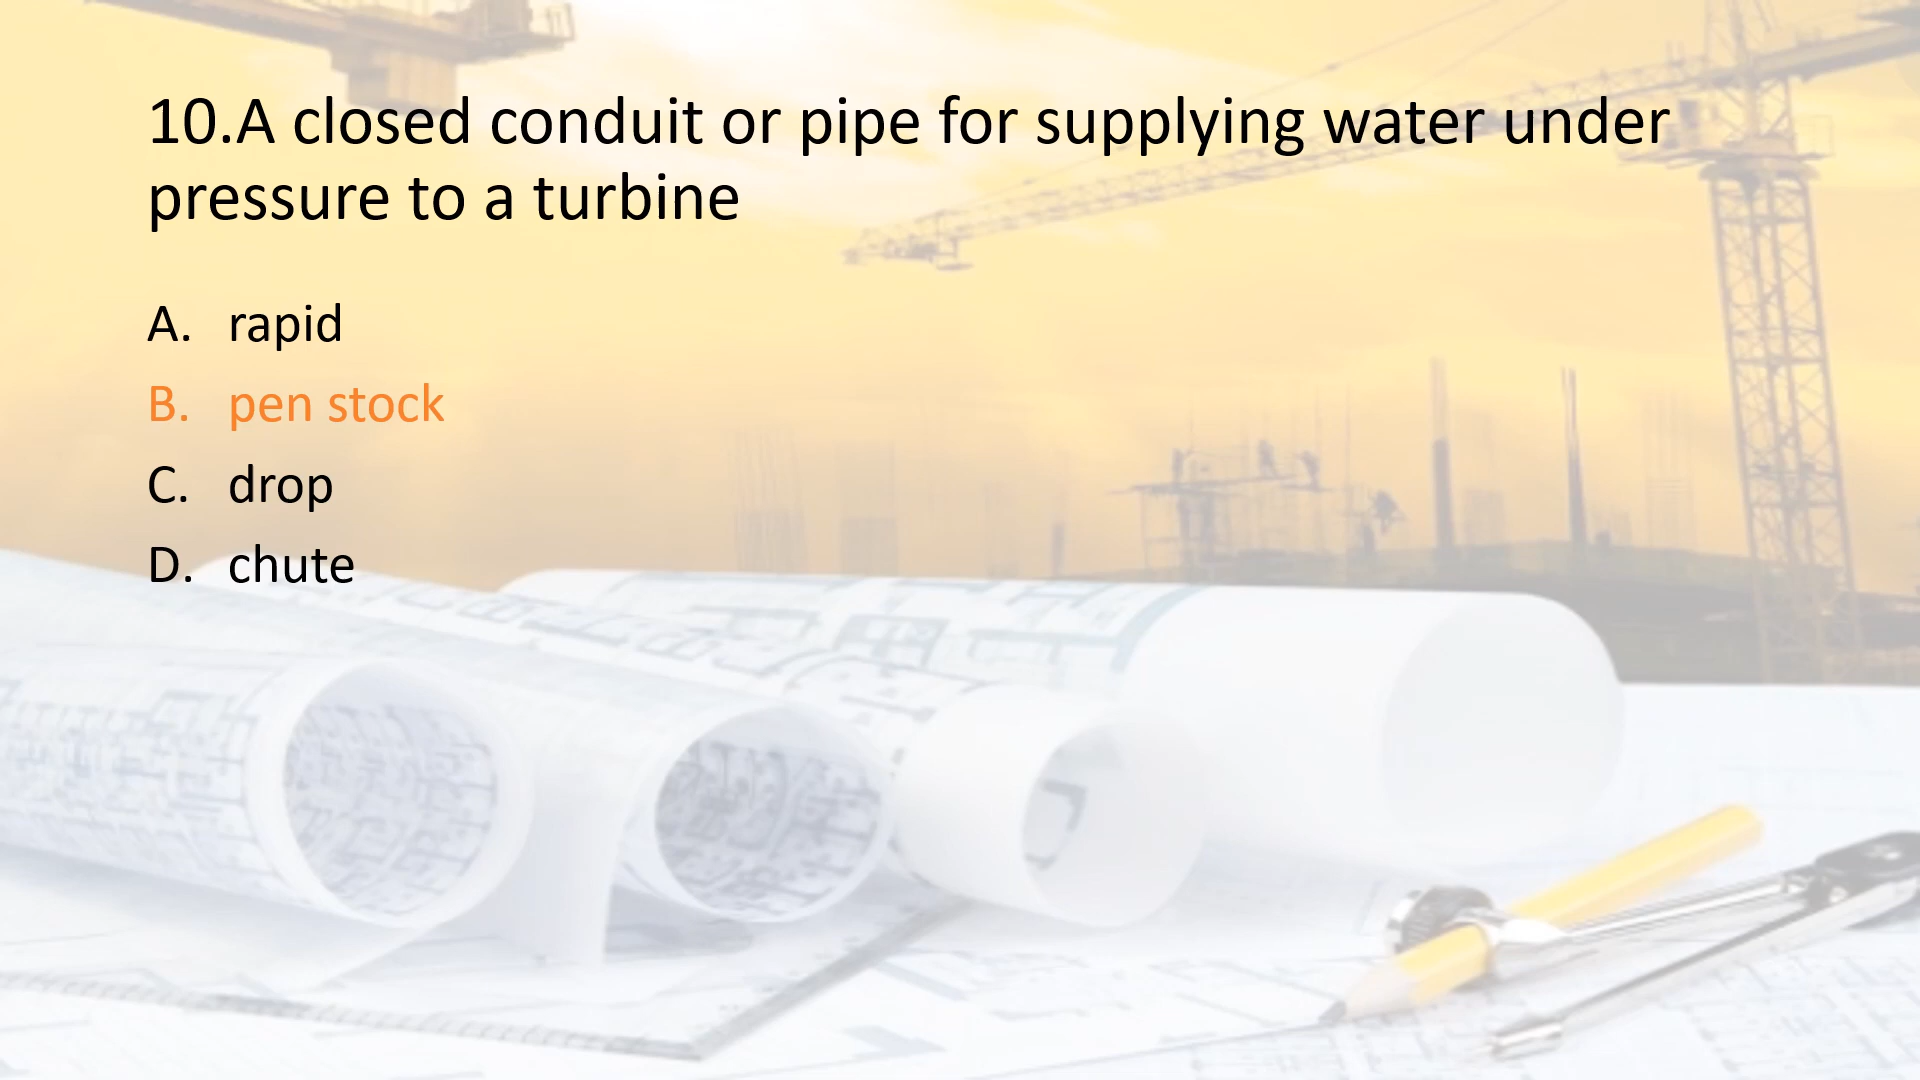 10.A closed conduit or pipe for supplying water under
pressure to a turbine
A. rapid
B. pen stock
C. drop
D. chute